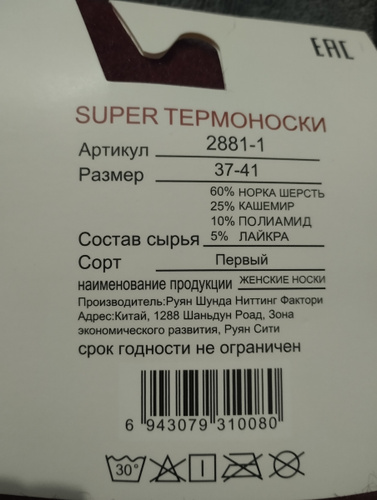 EAC
SUPER ТЕРМОНОСКИ
Артикул 2881-1
Размер 37-41
60% НОРКА ШЕРСТЬ
25% КАШЕМИР
10% ПОЛИАМИД
Состав сырья 5% ЛАЙКРА
Сорт Первый
наименование продукции ЖЕНСКИЕ НОСКИ
Производитель:Руян Шунда Ниттинг Фактори
Адрес:Китай, 1288 Шаньдун Роад, Зона
экономического развития, Руян Сити
срок годности не ограничен
6 943079 310080
30°